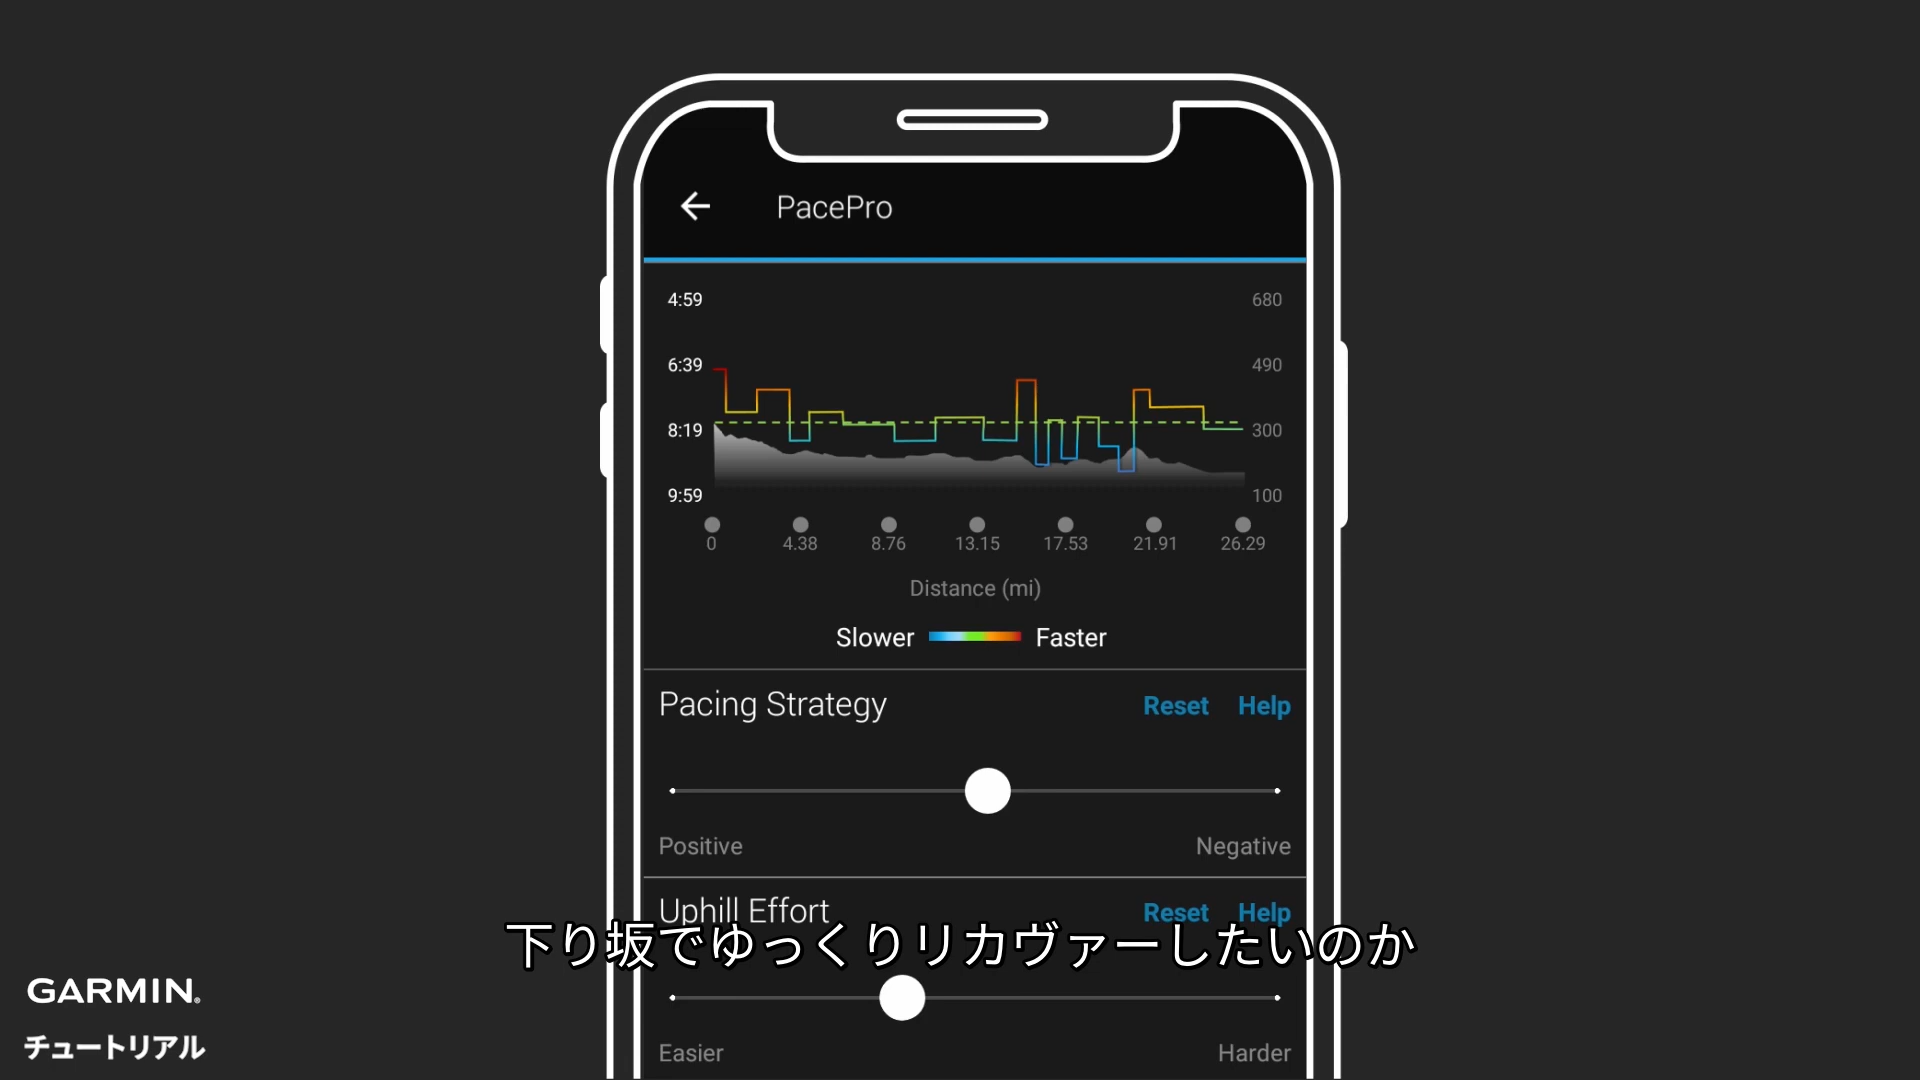 PacePro
4:59
680
6:39
490
8:19
300
9:59
100
0
4.38
8.76
13.15
17.53
21.91
26.29
Distance (mi)
Slower
Faster
Pacing Strategy
Reset
Help
Positive
Negative
Uphill Effort
Reset
Help
下り坂でゆっくりリカヴァーしたいのか
Easier
Harder
GARMIN®
チュートリアル